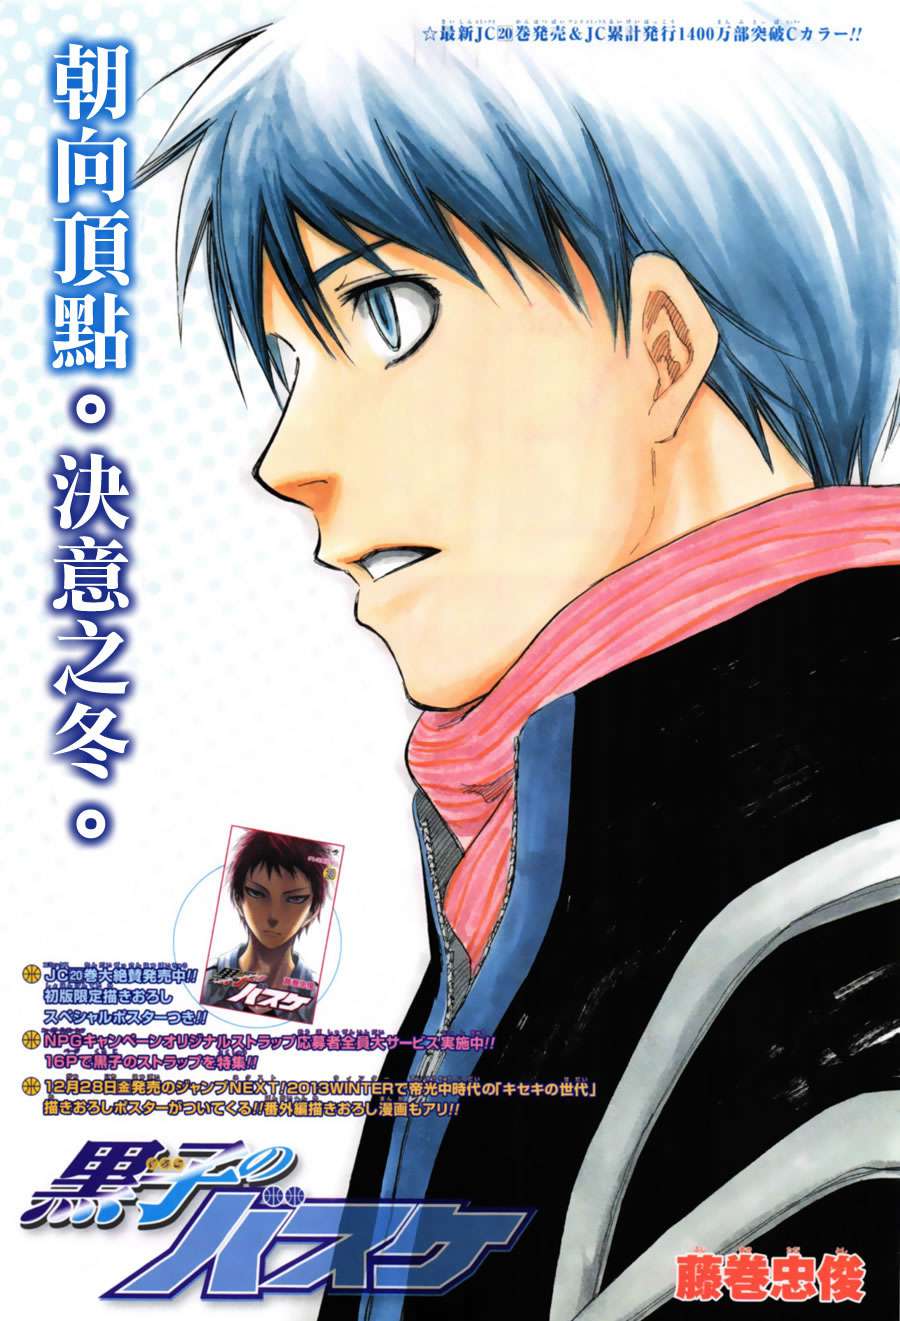 ☆最新JC20巻発売&JC累計発行1400万部突破Cカラー!!
朝向頂點。決意之冬。
JC20巻大絶賛発売中!!
初版限定描きおろし
スペシャルポスターつき!!
NPGキャンペーンオリジナルストラップ応募者全員大サービス実施中!!
16Pで黒子のストラップを特集!!
12月28日金発売のジャンプNEXT!2013WINTERで帝光中時代の「キセキの世代」
描きおろしポスターがついてくる!!番外編描きおろし漫画もアリ!!
黒子の
バスケ
藤巻忠俊
黒子の
バスケ
藤巻忠俊